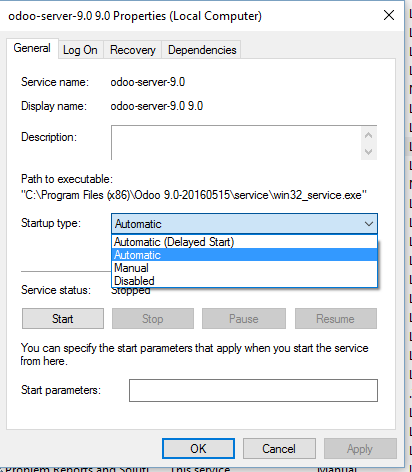 odoo-server-9.0 9.0 Properties (Local Computer)
General Log On Recovery Dependencies
Service name: odoo-server-9.0
Display name: odoo-server-9.0 9.0
Description:
Path to executable:
"C:\Program Files (x86)\Odoo 9.0-20160515\service\win32_service.exe"
Startup type: Automatic
Automatic (Delayed Start)
Automatic
Manual
Disabled
Service status: Stopped
Start Stop Pause Resume
You can specify the start parameters that apply when you start the service
from here.
Start parameters:
OK Cancel Apply
Problem Reports and Soluti... This service Manual